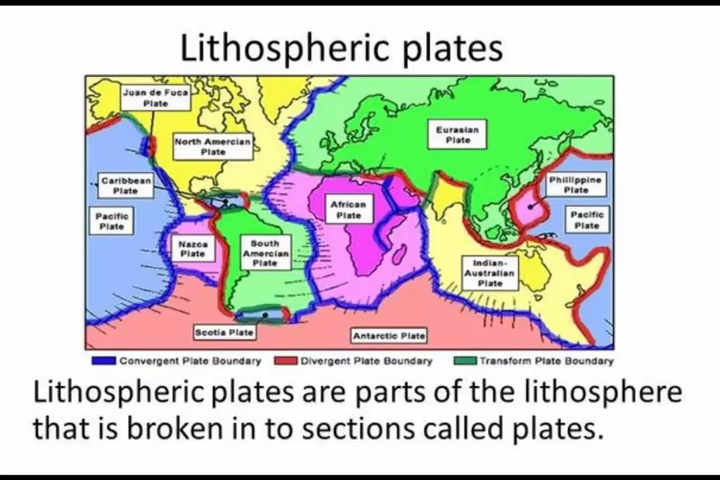 Lithospheric plates
Juan de Fuca
Plate
North Amercian
Plate
Eurasian
Plate
Caribbean
Plate
Phillippine
Plate
African
Plate
Pacific
Plate
Pacific
Plate
Nazca
Plate
South
Amercian
Plate
Indian-
Australian
Plate
Scotia Plate
Antarctic Plate
Convergent Plate Boundary
Divergent Plate Boundary
Transform Plate Boundary
Lithospheric plates are parts of the lithosphere
that is broken in to sections called plates.